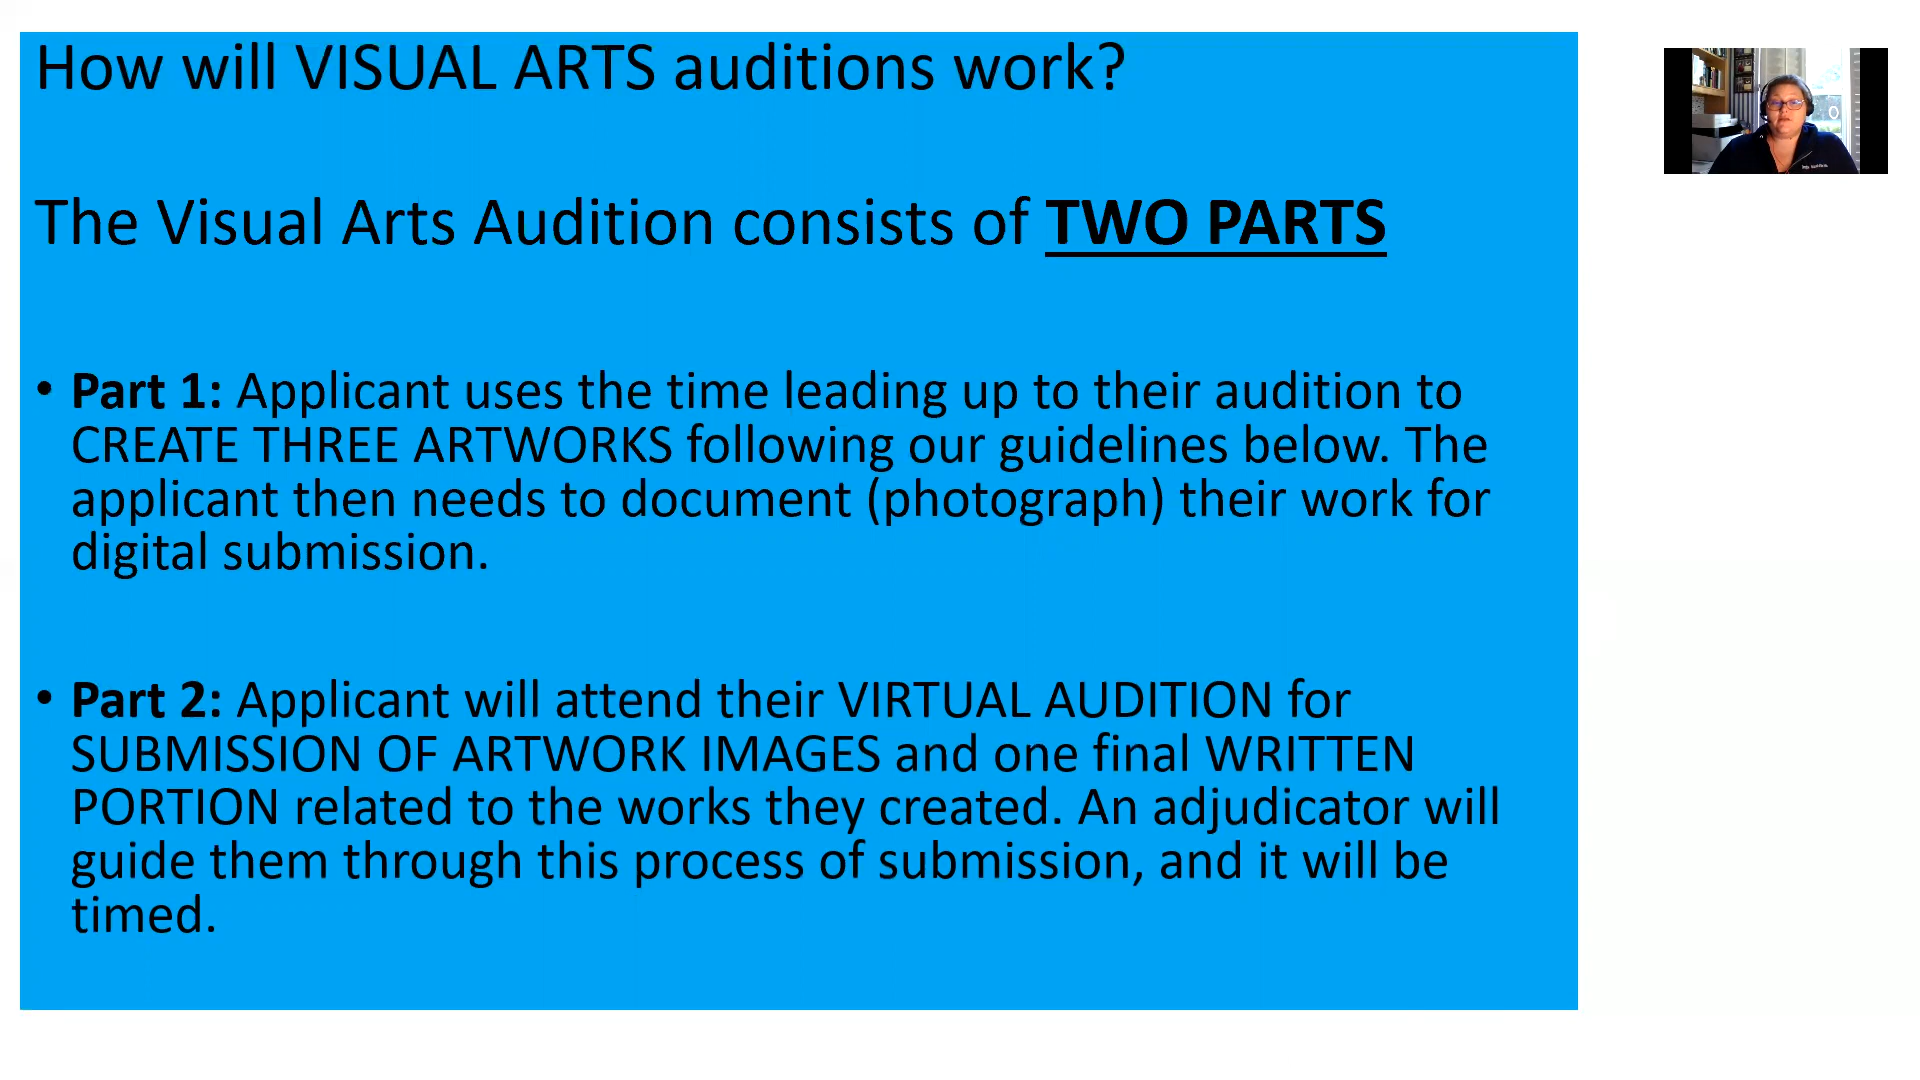 How will VISUAL ARTS auditions work?
The Visual Arts Audition consists of TWO PARTS
• Part 1: Applicant uses the time leading up to their audition to
CREATE THREE ARTWORKS following our guidelines below. The
applicant then needs to document (photograph) their work for
digital submission.
• Part 2: Applicant will attend their VIRTUAL AUDITION for
SUBMISSION OF ARTWORK IMAGES and one final WRITTEN
PORTION related to the works they created. An adjudicator will
guide them through this process of submission, and it will be
timed.